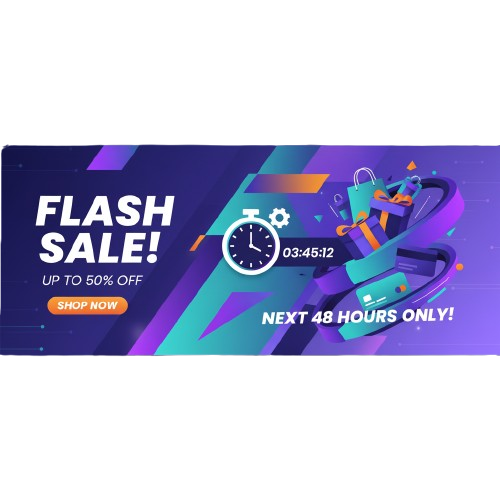 FLASH
SALE!
UP TO 50% OFF
SHOP NOW
03:45:12
NEXT 48 HOURS ONLY!